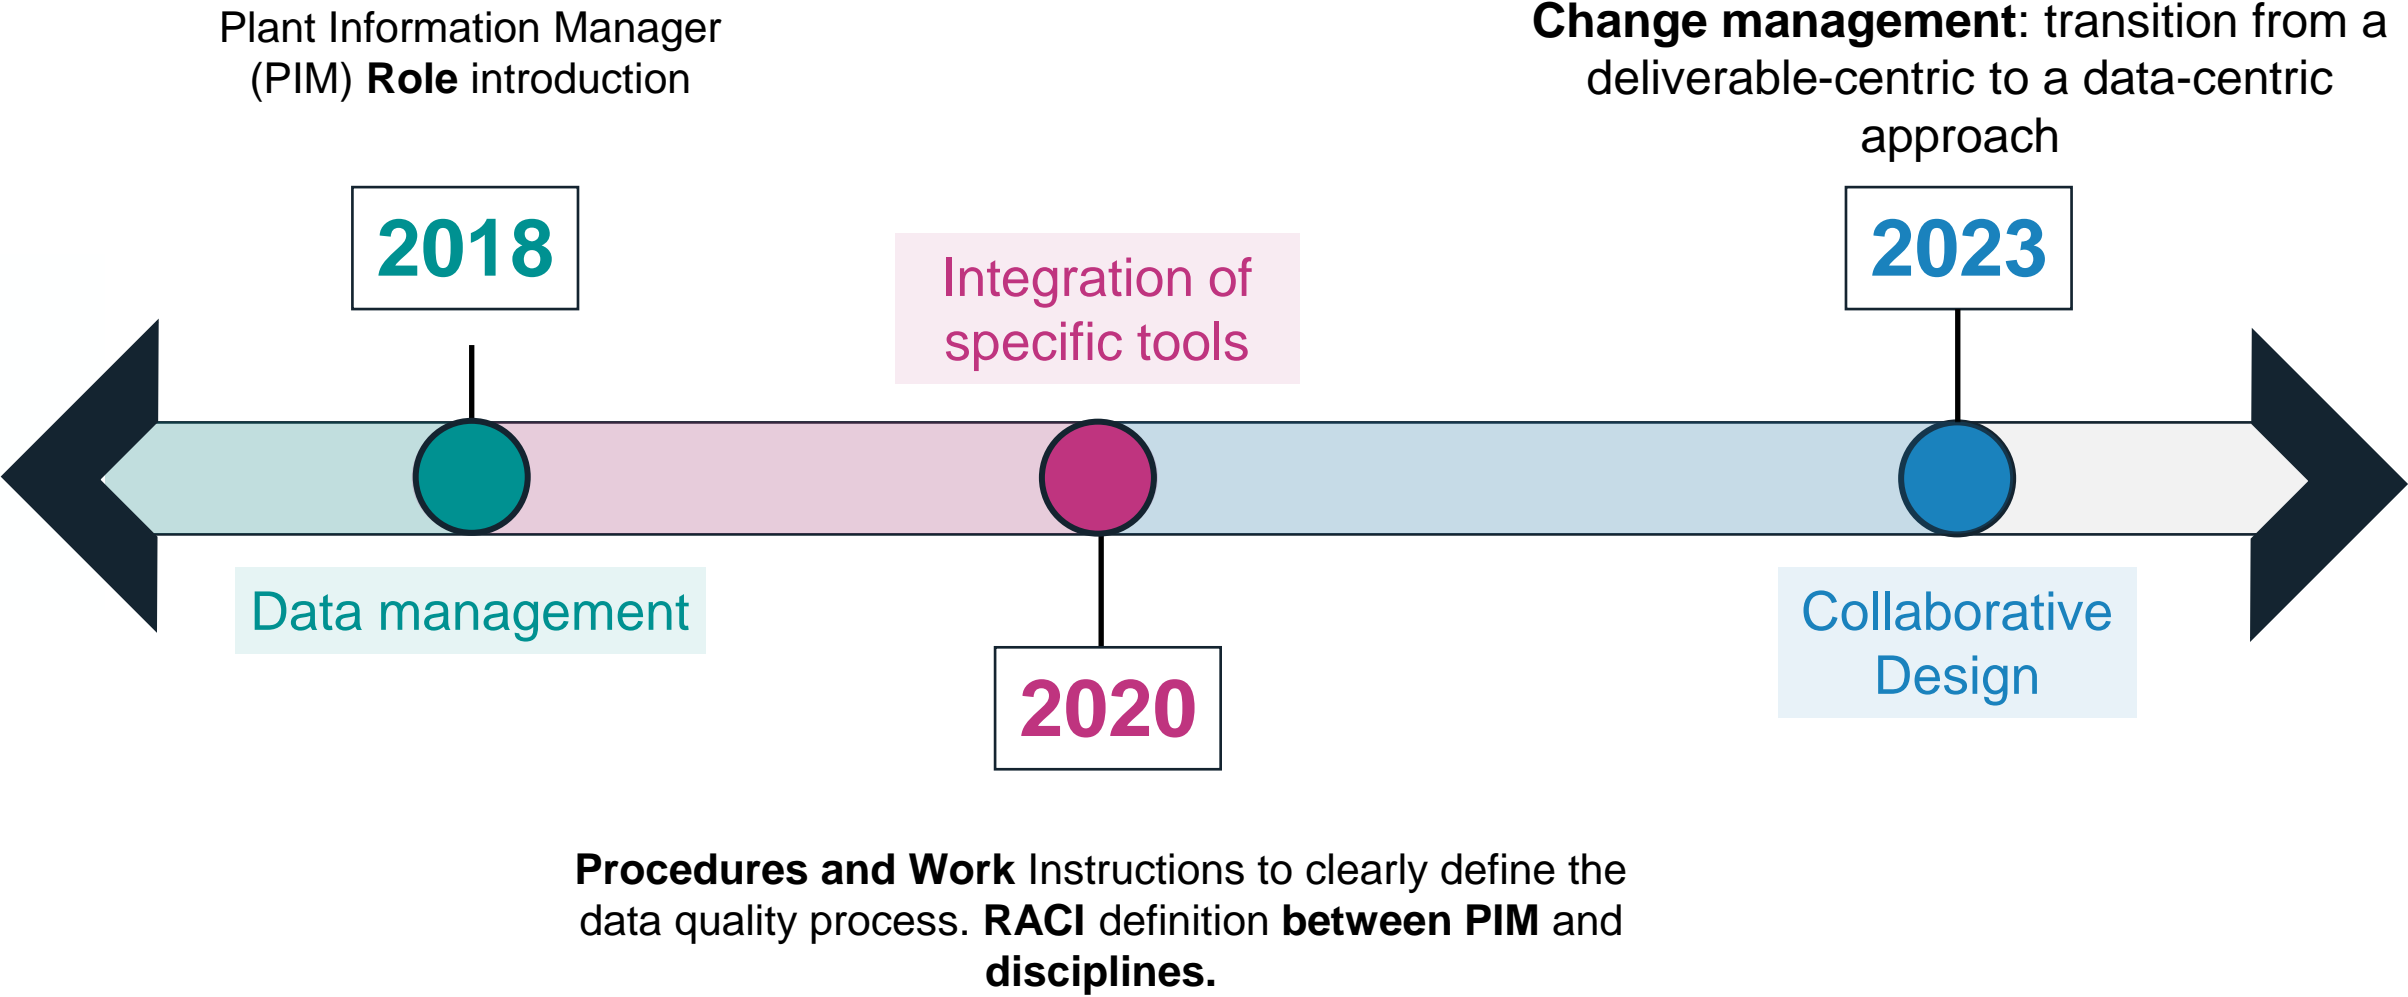 Plant Information Manager
(PIM) Role introduction
2018
Data management
Integration of
specific tools
2020
Procedures and Work Instructions to clearly define the
data quality process. RACI definition between PIM and
disciplines.
Change management: transition from a
deliverable-centric to a data-centric
approach
2023
Collaborative
Design